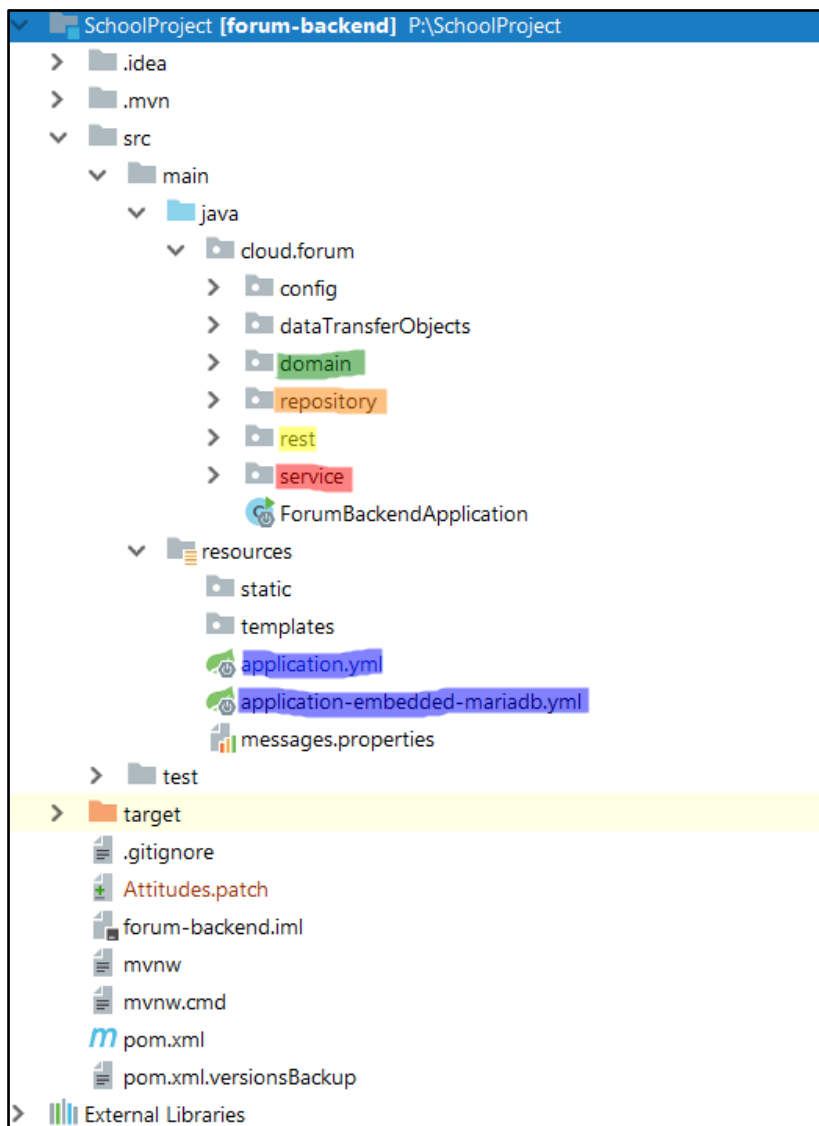 SchoolProject [forum-backend] P:\SchoolProject
.idea
.mvn
src
main
java
cloud.forum
config
dataTransferObjects
domain
repository
rest
service
ForumBackendApplication
resources
static
templates
application.yml
application-embedded-mariadb.yml
messages.properties
test
target
.gitignore
Attitudes.patch
forum-backend.iml
mvnw
mvnw.cmd
pom.xml
pom.xml.versionsBackup
External Libraries